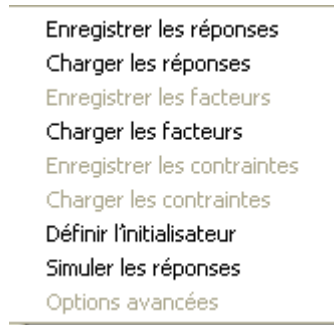 Enregistrer les réponses
Charger les réponses
Enregistrer les facteurs
Charger les facteurs
Enregistrer les contraintes
Charger les contraintes
Définir l'initialisateur
Simuler les réponses
Options avancées